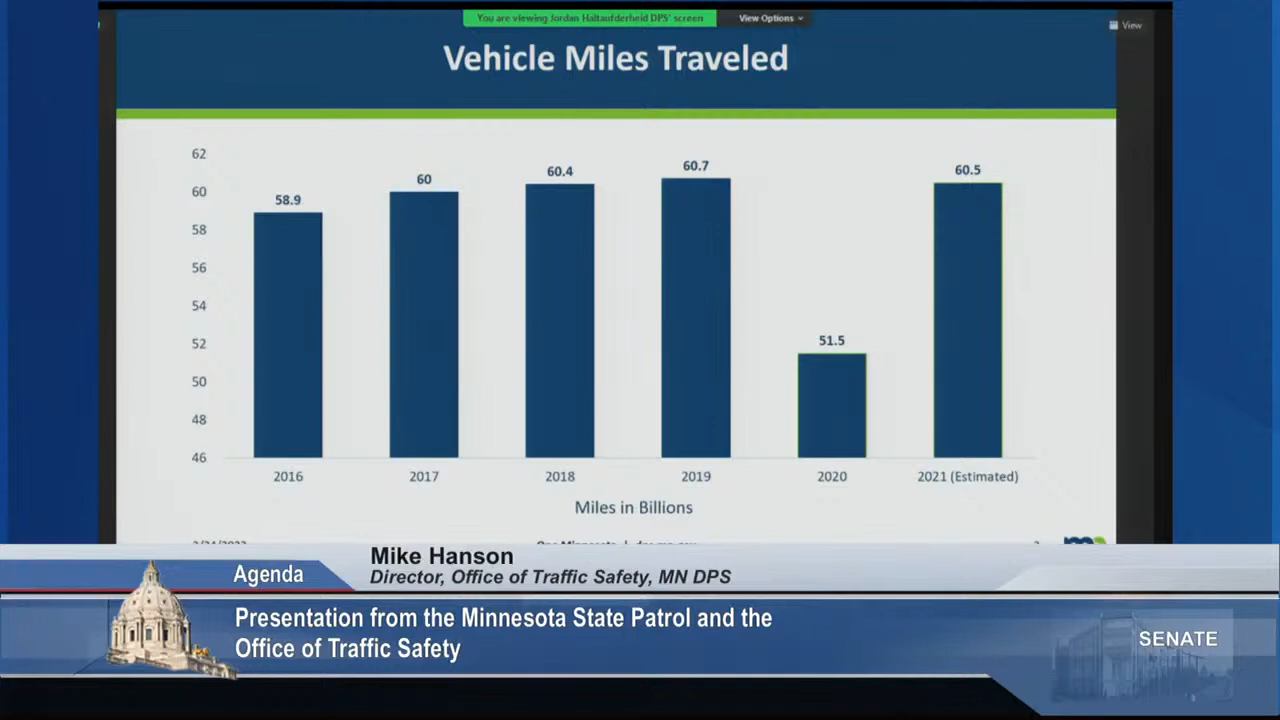 You are viewing Jordan Haltaufderheid DPS' screen
View Options
View
Vehicle Miles Traveled
62
60
58
56
54
52
50
48
46
58.9
60
60.4
60.7
51.5
60.5
2016
2017
2018
2019
2020
2021 (Estimated)
Miles in Billions
Mike Hanson
Director, Office of Traffic Safety, MN DPS
Agenda
Presentation from the Minnesota State Patrol and the
Office of Traffic Safety
SENATE